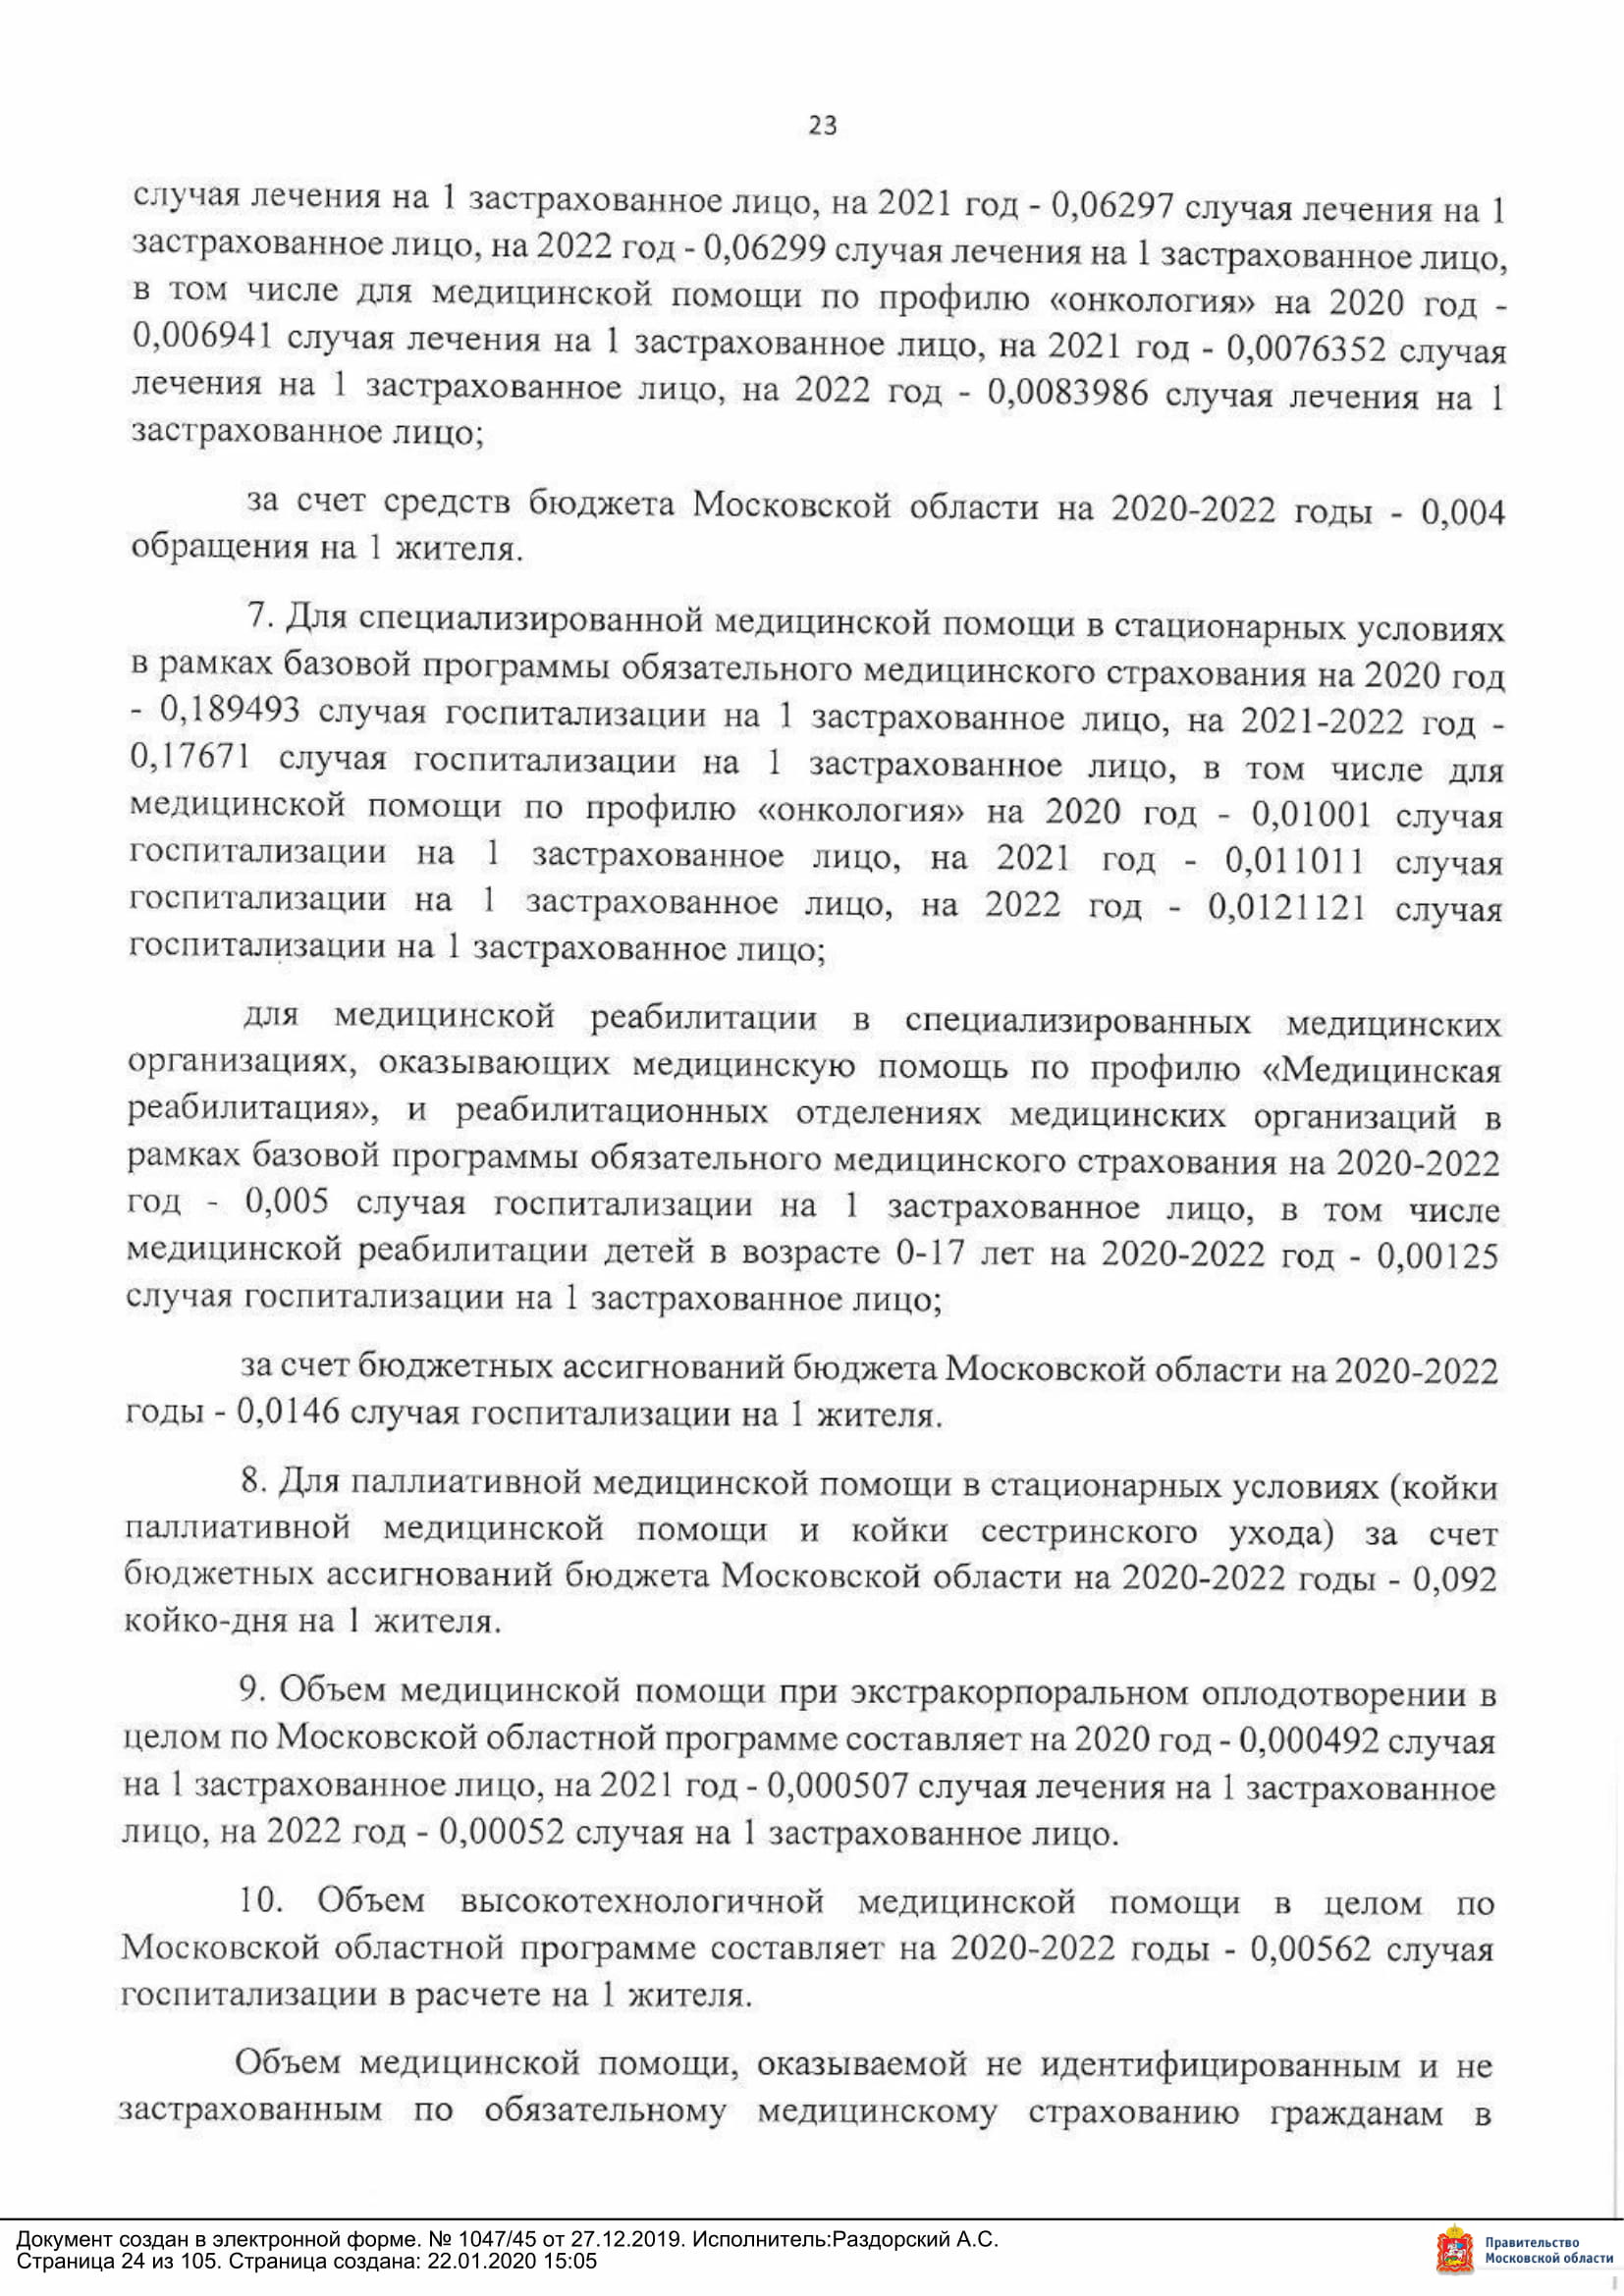 23
случая лечения на 1 застрахованное лицо, на 2021 год - 0,06297 случая лечения на 1
застрахованное лицо, на 2022 год - 0,06299 случая лечения на 1 застрахованное лицо,
в том числе для медицинской помощи по профилю «онкология» на 2020 год -
0,006941 случая лечения на 1 застрахованное лицо, на 2021 год - 0,0076352 случая
лечения на 1 застрахованное лицо, на 2022 год - 0,0083986 случая лечения на 1
застрахованное лицо;
за счет средств бюджета Московской области на 2020-2022 годы - 0,004
обращения на 1 жителя.
7. Для специализированной медицинской помощи в стационарных условиях
в рамках базовой программы обязательного медицинского страхования на 2020 год
- 0,189493 случая госпитализации на 1 застрахованное лицо, на 2021-2022 год -
0,17671 случая госпитализации на 1 застрахованное лицо, в том числе для
медицинской помощи по профилю «онкология» на 2020 год - 0,01001 случая
госпитализации на 1 застрахованное лицо, на 2021 год - 0,011011 случая
госпитализации на 1 застрахованное лицо, на 2022 год - 0,0121121 случая
госпитализации на 1 застрахованное лицо;
для медицинской реабилитации в специализированных медицинских
организациях, оказывающих медицинскую помощь по профилю «Медицинская
реабилитация», и реабилитационных отделениях медицинских организаций в
рамках базовой программы обязательного медицинского страхования на 2020-2022
год - 0,005 случая госпитализации на 1 застрахованное лицо, в том числе
медицинской реабилитации детей в возрасте 0-17 лет на 2020-2022 год - 0,00125
случая госпитализации на 1 застрахованное лицо;
за счет бюджетных ассигнований бюджета Московской области на 2020-2022
годы - 0,0146 случая госпитализации на 1 жителя.
8. Для паллиативной медицинской помощи в стационарных условиях (койки
паллиативной медицинской помощи и койки сестринского ухода) за счет
бюджетных ассигнований бюджета Московской области на 2020-2022 годы - 0,092
койко-дня на 1 жителя.
9. Объем медицинской помощи при экстракорпоральном оплодотворении в
целом по Московской областной программе составляет на 2020 год - 0,000492 случая
на 1 застрахованное лицо, на 2021 год - 0,000507 случая лечения на 1 застрахованное
лицо, на 2022 год - 0,00052 случая на 1 застрахованное лицо.
10. Объем высокотехнологичной медицинской помощи в целом по
Московской областной программе составляет на 2020-2022 годы - 0,00562 случая
госпитализации в расчете на 1 жителя.
Объем медицинской помощи, оказываемой не идентифицированным и не
застрахованным по обязательному медицинскому страхованию гражданам в
Документ создан в электронной форме. № 1047/45 от 27.12.2019. Исполнитель:Раздорский А.С.
Страница 24 из 105. Страница создана: 22.01.2020 15:05
Правительство
Московской области